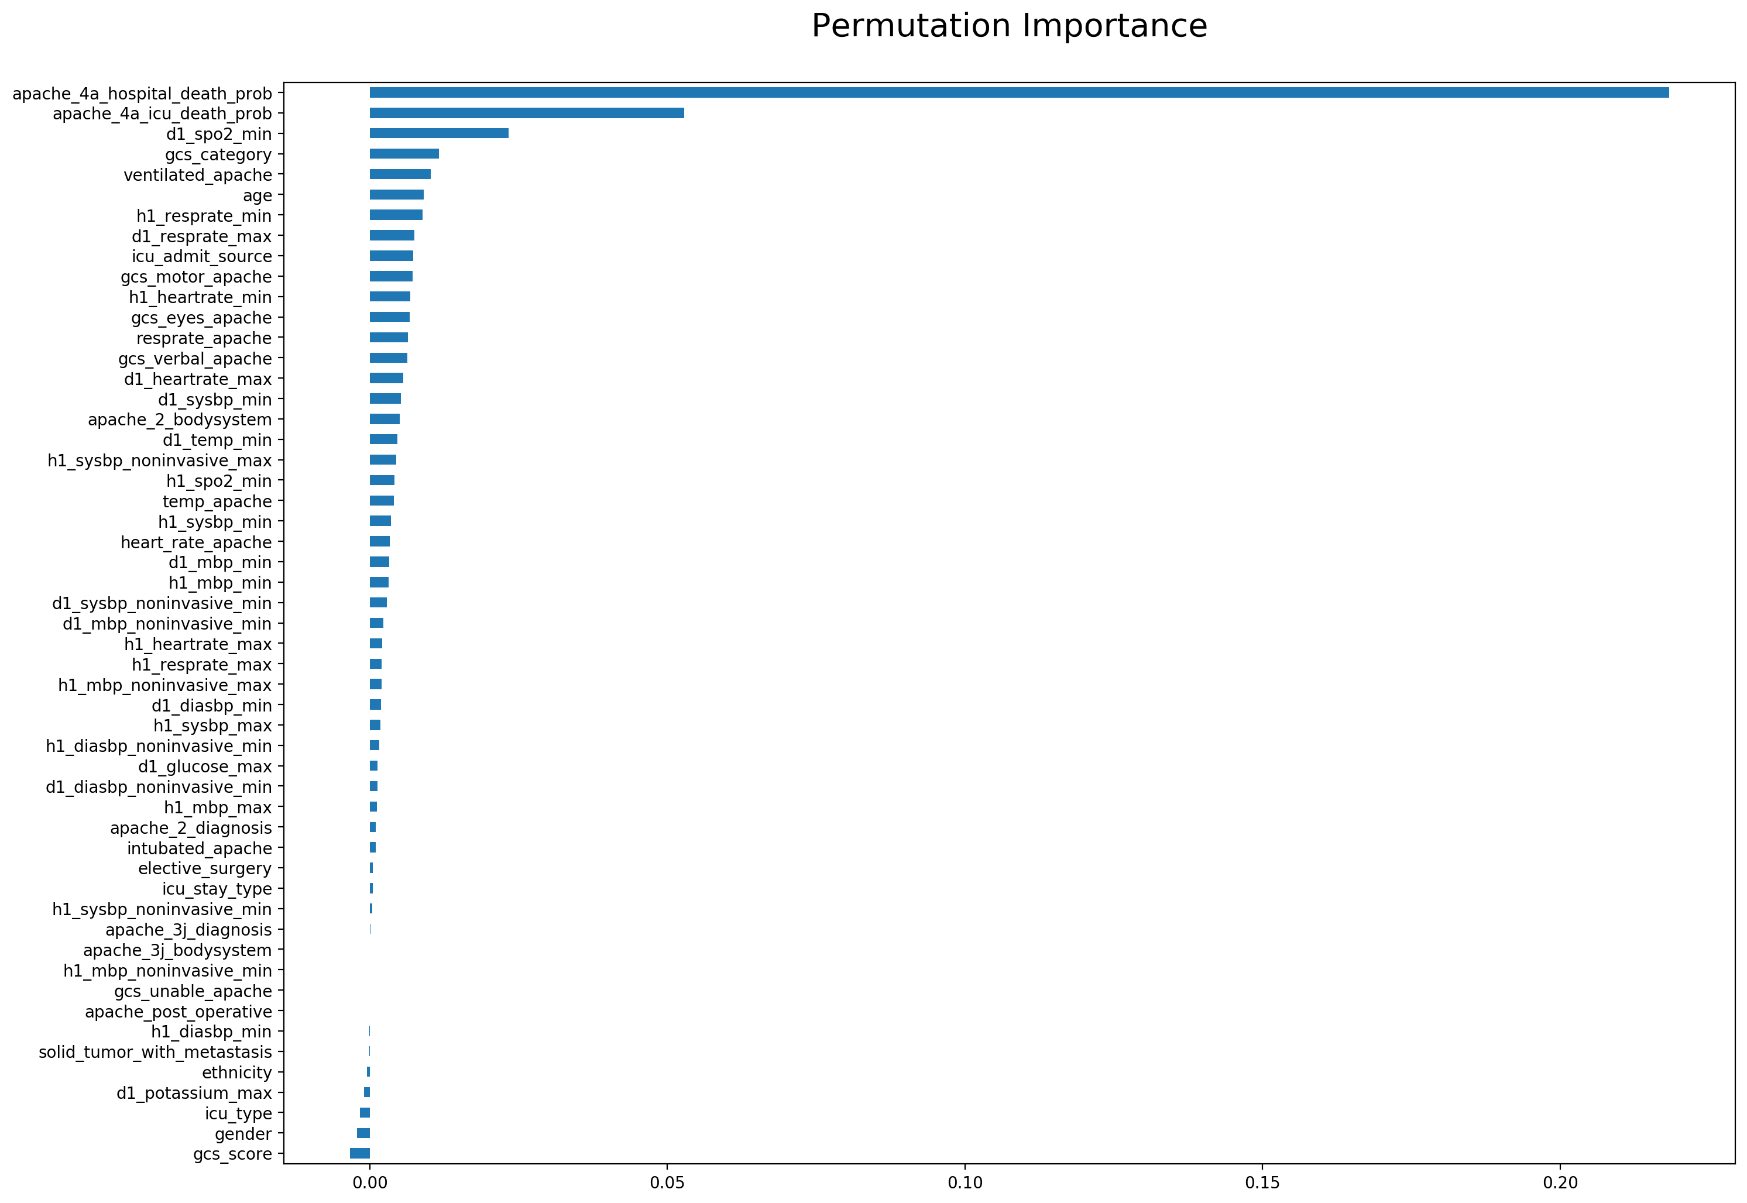 Permutation Importance
apache_4a_hospital_death_prob
apache_4a_icu_death_prob
d1_spo2_min
gcs_category
ventilated_apache
age
h1_resprate_min
d1_resprate_max
icu_admit_source
gcs_motor_apache
h1_heartrate_min
gcs_eyes_apache
resprate_apache
gcs_verbal_apache
d1_heartrate_max
d1_sysbp_min
apache_2_bodysystem
d1_temp_min
h1_sysbp_noninvasive_max
h1_spo2_min
temp_apache
h1_sysbp_min
heart_rate_apache
d1_mbp_min
h1_mbp_min
d1_sysbp_noninvasive_min
d1_mbp_noninvasive_min
h1_heartrate_max
h1_resprate_max
h1_mbp_noninvasive_max
d1_diasbp_min
h1_sysbp_max
h1_diasbp_noninvasive_min
d1_glucose_max
d1_diasbp_noninvasive_min
h1_mbp_max
apache_2_diagnosis
intubated_apache
elective_surgery
icu_stay_type
h1_sysbp_noninvasive_min
apache_3j_diagnosis
apache_3j_bodysystem
h1_mbp_noninvasive_min
gcs_unable_apache
apache_post_operative
h1_diasbp_min
solid_tumor_with_metastasis
ethnicity
d1_potassium_max
icu_type
gender
gcs_score
0.00 0.05 0.10 0.15 0.20